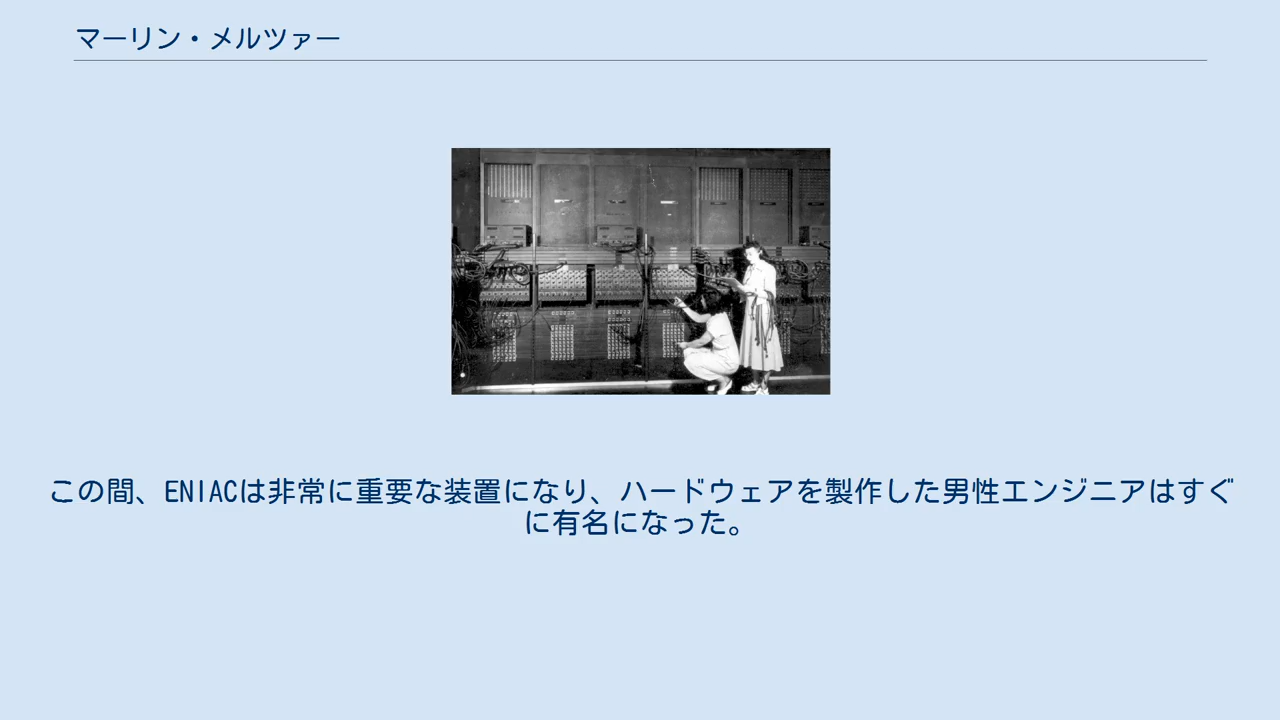 マーリン・メルツァー
この間、ENIACは非常に重要な装置になり、ハードウェアを製作した男性エンジニアはすぐ
に有名になった。